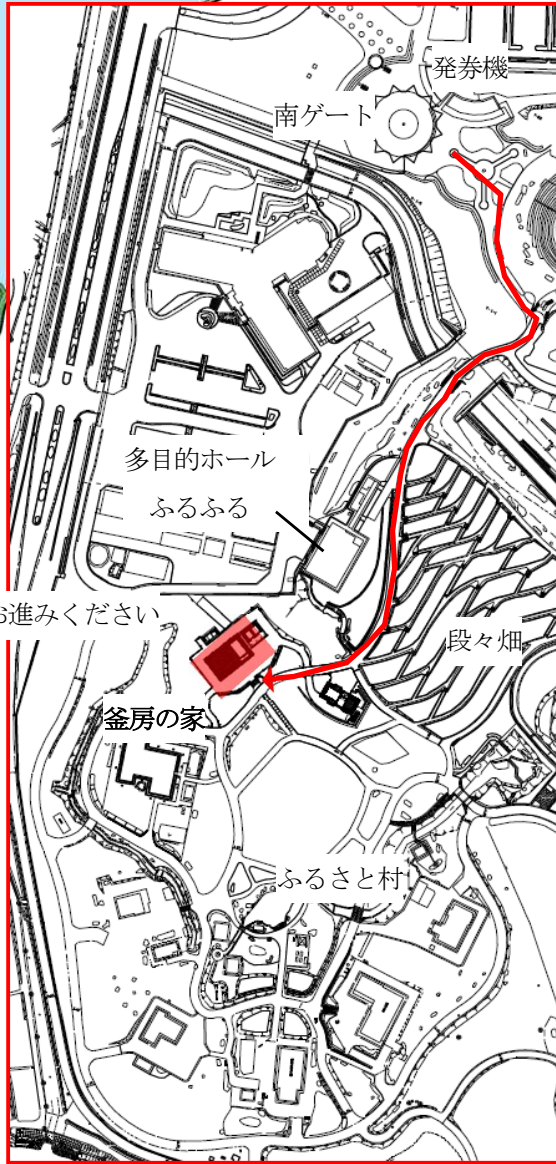 発券機
南ゲート
多目的ホール
ふるふる
お進みください
段々畑
釜房の家
ふるさと村